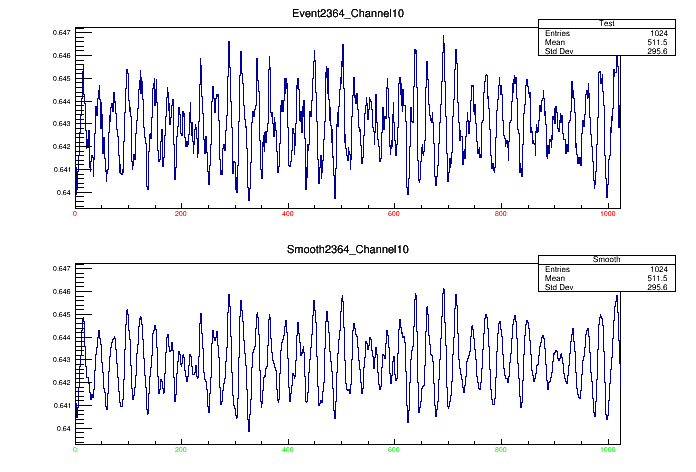 Event2364_Channel10
Test
Entries 1024
Mean 511.5
Std Dev 295.6
0.647
0.646
0.645
0.644
0.643
0.642
0.641
0.64
0 200 400 600 800 1000
Smooth2364_Channel10
Smooth
Entries 1024
Mean 511.5
Std Dev 295.6
0.647
0.646
0.645
0.644
0.643
0.642
0.641
0.64
0 200 400 600 800 1000